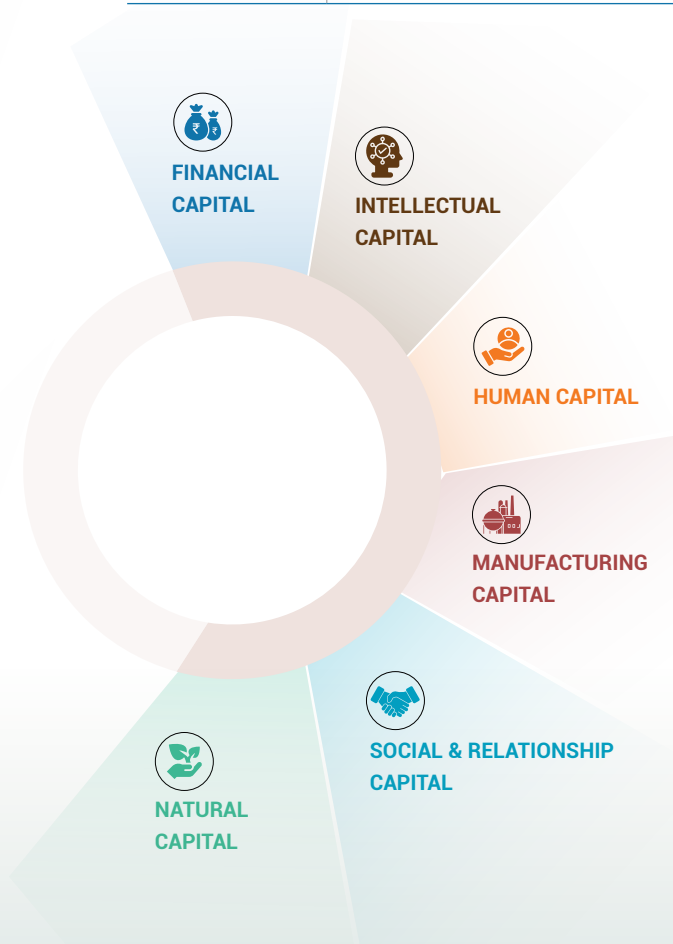 FINANCIAL
CAPITAL
INTELLECTUAL
CAPITAL
HUMAN CAPITAL
MANUFACTURING
CAPITAL
SOCIAL & RELATIONSHIP
CAPITAL
NATURAL
CAPITAL